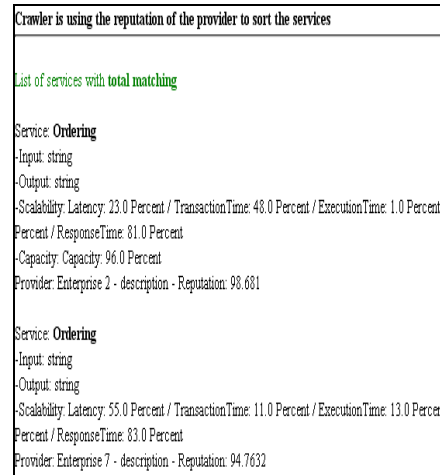 Crawler is using the reputation of the provider to sort the services
List of services with total matching
Service: Ordering
-Input: string
-Output: string
-Scalability: Latency: 23.0 Percent / TransactionTime: 48.0 Percent / ExecutionTime: 1.0 Percent
Percent / ResponseTime: 81.0 Percent
-Capacity: Capacity: 96.0 Percent
Provider: Enterprise 2 - description - Reputation: 98.681
Service: Ordering
-Input: string
-Output: string
-Scalability: Latency: 55.0 Percent / TransactionTime: 11.0 Percent / ExecutionTime: 13.0
Percent / ResponseTime: 83.0 Percent
Provider: Enterprise 7 - description - Reputation: 94.7632